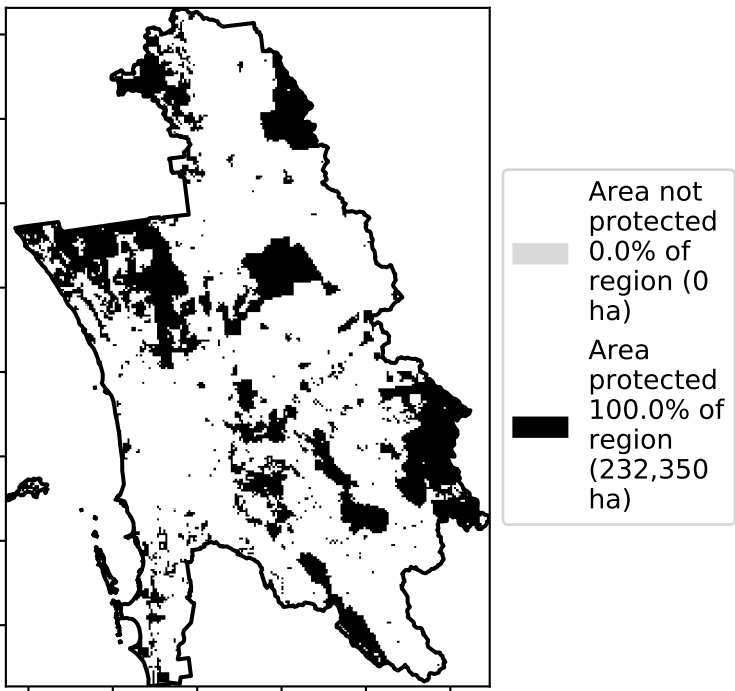 Area not
protected
0.0% of
region (0
ha)
Area
protected
100.0% of
region
(232,350
ha)